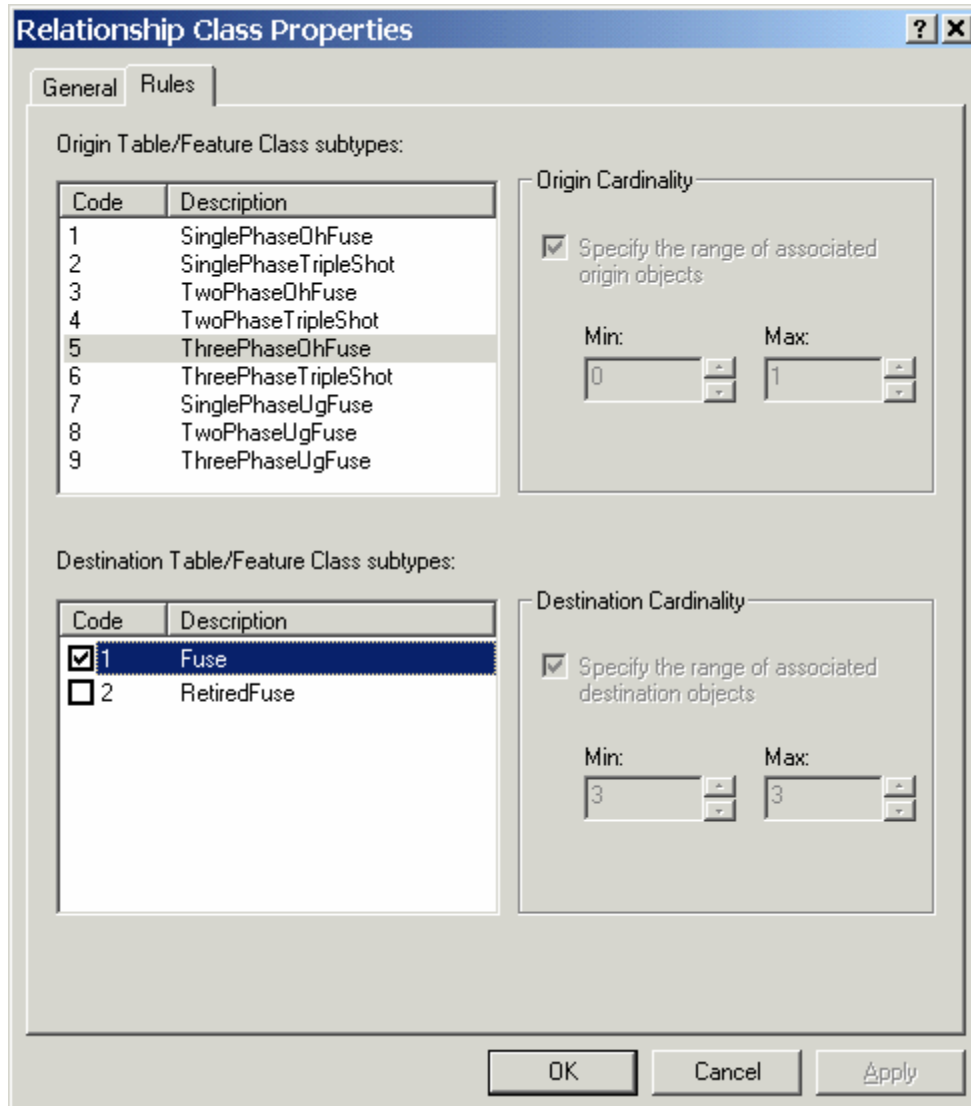 Relationship Class Properties
General Rules
Origin Table/Feature Class subtypes:
Code Description
1 SinglePhaseOhFuse
2 SinglePhaseTripleShot
3 TwoPhaseOhFuse
4 TwoPhaseTripleShot
5 ThreePhaseOhFuse
6 ThreePhaseTripleShot
7 SinglePhaseUgFuse
8 TwoPhaseUgFuse
9 ThreePhaseUgFuse
Origin Cardinality
Specify the range of associated
origin objects
Min: Max:
0 1
Destination Table/Feature Class subtypes:
Code Description
1 Fuse
2 RetiredFuse
Destination Cardinality
Specify the range of associated
destination objects
Min: Max:
3 3
OK Cancel Apply